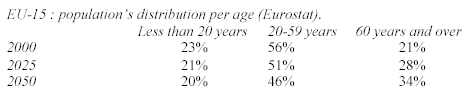 EU-15 : population's distribution per age (Eurostat).
Less than 20 years 20-59 years 60 years and over
2000 23% 56% 21%
2025 21% 51% 28%
2050 20% 46% 34%